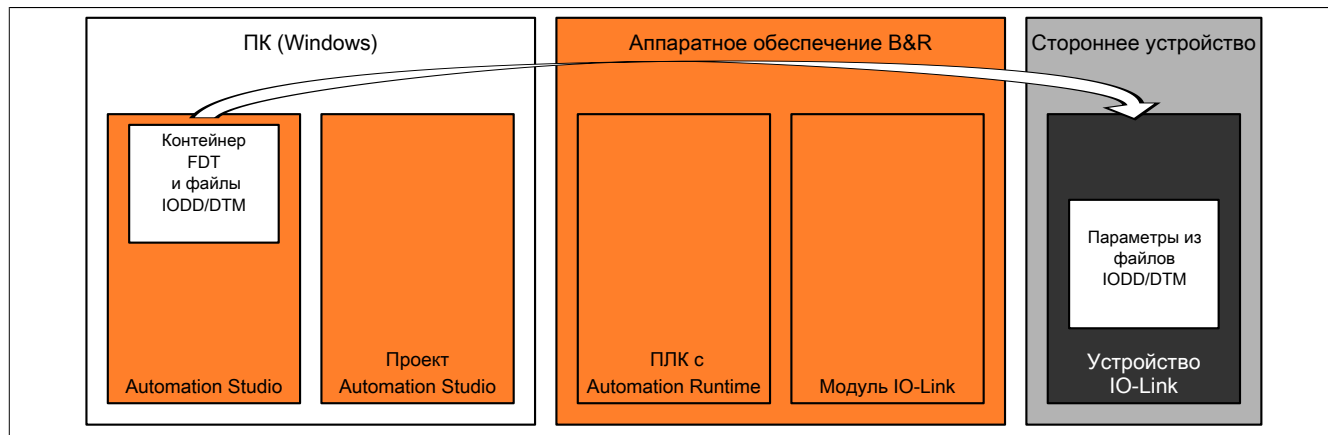 ПК (Windows)
Аппаратное обеспечение B&R
Стороннее устройство
Контейнер
FDT
и файлы
IODD/DTM
Automation Studio
Проект
Automation Studio
ПЛК с
Automation Runtime
Модуль IO-Link
Параметры из
файлов
IODD/DTM
Устройство
IO-Link